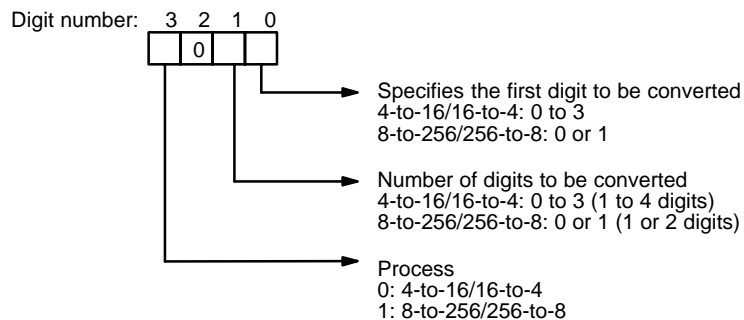 Digit number: 3 2 1 0
0
Specifies the first digit to be converted
4-to-16/16-to-4: 0 to 3
8-to-256/256-to-8: 0 or 1
Number of digits to be converted
4-to-16/16-to-4: 0 to 3 (1 to 4 digits)
8-to-256/256-to-8: 0 or 1 (1 or 2 digits)
Process
0: 4-to-16/16-to-4
1: 8-to-256/256-to-8